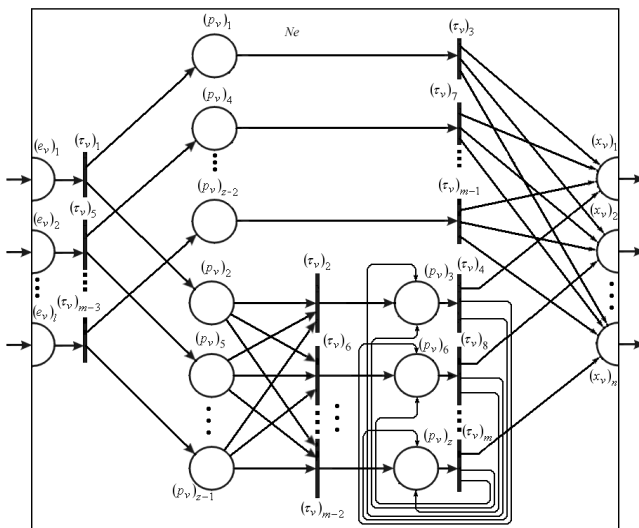 (p_v)_1
Ne
(τ_v)_3
(p_v)_4
(τ_v)_7
(e_v)_1
(τ_v)_1
(x_v)_1
(p_v)_{z-2}
(τ_v)_{m-1}
(e_v)_2
(τ_v)_5
(x_v)_2
(p_v)_2
(τ_v)_2
(p_v)_3
(τ_v)_4
(e_v)_l
(τ_v)_{m-3}
(p_v)_5
(τ_v)_6
(p_v)_6
(τ_v)_8
(x_v)_n
(p_v)_z
(τ_v)_m
(p_v)_{z-1}
(τ_v)_{m-2}